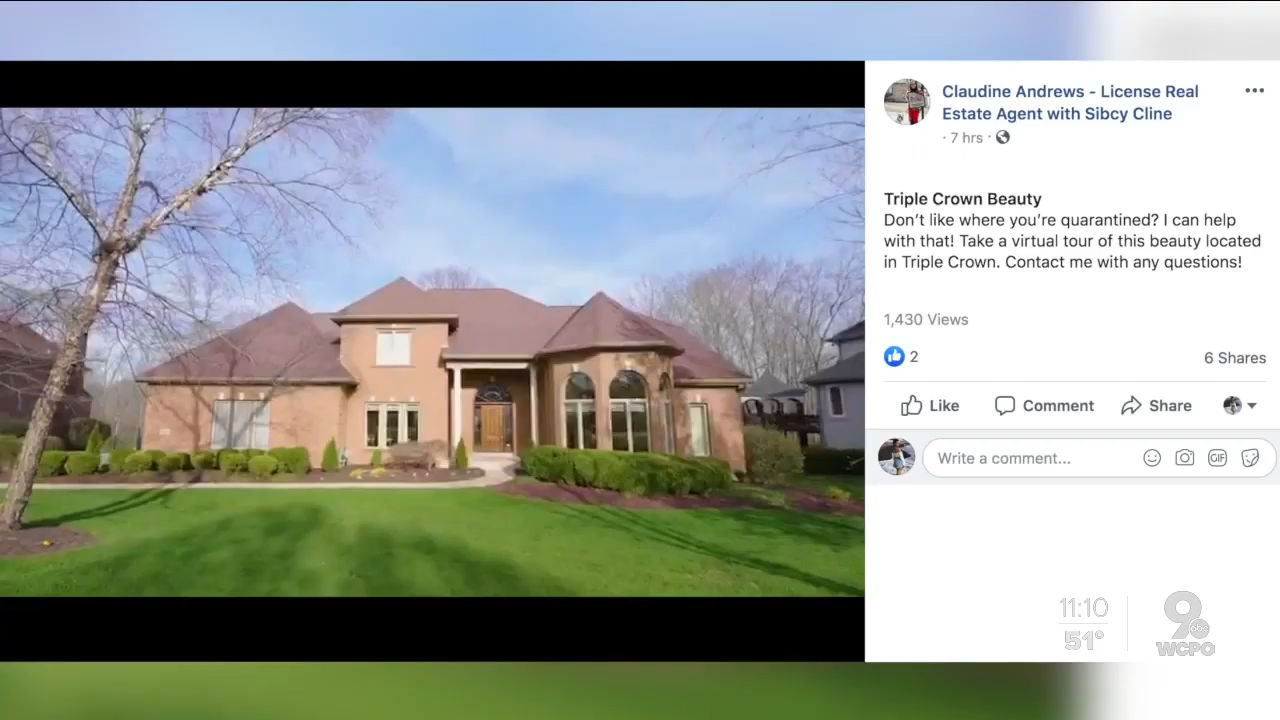 Claudine Andrews - License Real
Estate Agent with Sibcy Cline
· 7 hrs ·
Triple Crown Beauty
Don't like where you're quarantined? I can help
with that! Take a virtual tour of this beauty located
in Triple Crown. Contact me with any questions!
1,430 Views
2
6 Shares
Like
Comment
Share
Write a comment...
GIF
11:10
51°
9
abc
WCPO